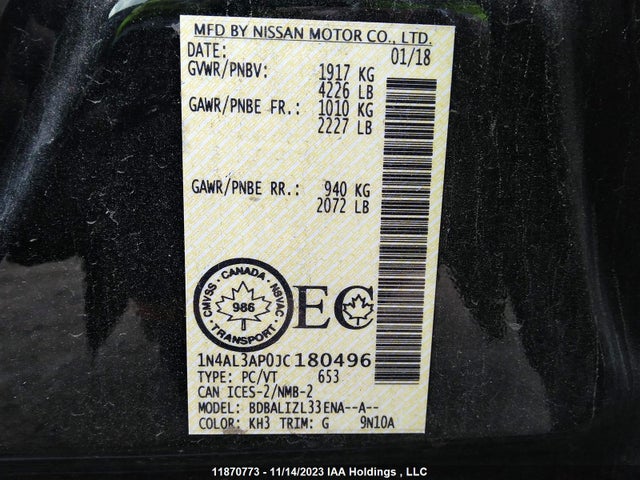 MFD BY NISSAN MOTOR CO., LTD.
DATE: 01/18
GVWR/PNBV: 1917 KG
4226 LB
GAWR/PNBE FR.: 1010 KG
2227 LB
GAWR/PNBE RR.: 940 KG
2072 LB
CMVSS · CANADA · NSVAC
986
TRANSPORT
EC
1N4AL3AP0JC180496
TYPE: PC/VT 653
CAN ICES-2/NMB-2
MODEL: BDBALIZL33ENA--A--
COLOR: KH3 TRIM: G 9N10A
11870773 - 11/14/2023 IAA Holdings , LLC